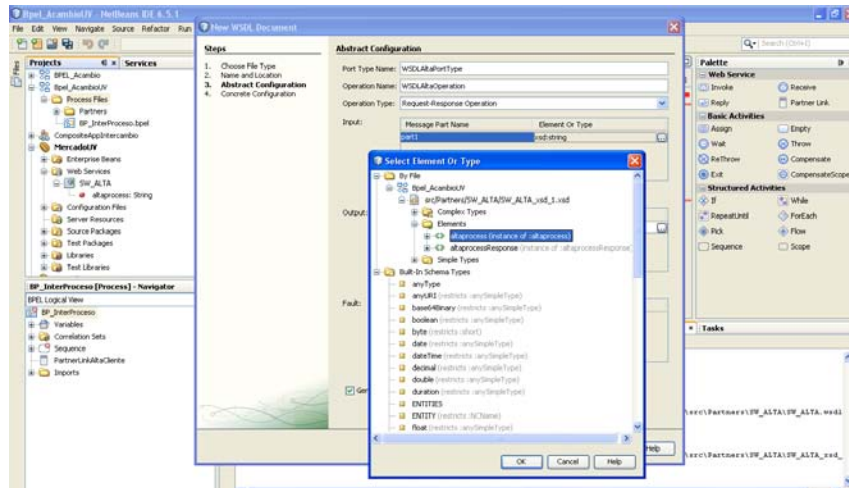 Bpel_AcambioUV - NetBeans IDE 6.5.1
File Edit View Navigate Source Refactor Run
Search (Ctrl+I)
Projects
Services
BPEL_Acambio
Bpel_AcambioUV
Process Files
Partners
BP_InterProceso.bpel
CompositeAppIntercambio
MercadoUV
Enterprise Beans
Web Services
SW_ALTA
altaprocess: String
Configuration Files
Server Resources
Source Packages
Test Packages
Libraries
Test Libraries
BP_InterProceso [Process] - Navigator
BPEL Logical View
BP_InterProceso
Variables
Correlation Sets
Sequence
PartnerLinkAltaCliente
Imports
New WSDL Document
Steps
1. Choose File Type
2. Name and Location
3. Abstract Configuration
4. Concrete Configuration
Abstract Configuration
Port Type Name: WSDLAltaPortType
Operation Name: WSDLAltaOperation
Operation Type: Request-Response Operation
Input:
Message Part Name Element Or Type
part1 xsd:string
Output:
Fault:
Ger
Help
Select Element Or Type
By File
Bpel_AcambioUV
src/Partners/SW_ALTA/SW_ALTA_xsd_1.xsd
Complex Types
Elements
altaprocess (instance of :altaprocess)
altaprocessResponse (instance of :altaprocessResponse)
Simple Types
Built-In Schema Types
anyType
anyURI (restricts :anySimpleType)
base64Binary (restricts :anySimpleType)
boolean (restricts :anySimpleType)
byte (restricts :short)
date (restricts :anySimpleType)
dateTime (restricts :anySimpleType)
decimal (restricts :anySimpleType)
double (restricts :anySimpleType)
duration (restricts :anySimpleType)
ENTITIES
ENTITY (restricts :NCName)
float (restricts :anySimpleType)
OK Cancel Help
Palette
Web Service
Invoke Receive
Reply Partner Link
Basic Activities
Assign Empty
Wait Throw
ReThrow Compensate
Exit CompensateScope
Structured Activities
If While
RepeatUntil ForEach
Pick Flow
Sequence Scope
Tasks
\src\Partners\SW_ALTA\SW_ALTA.wsdl
\src\Partners\SW_ALTA\SW_ALTA_xsd_